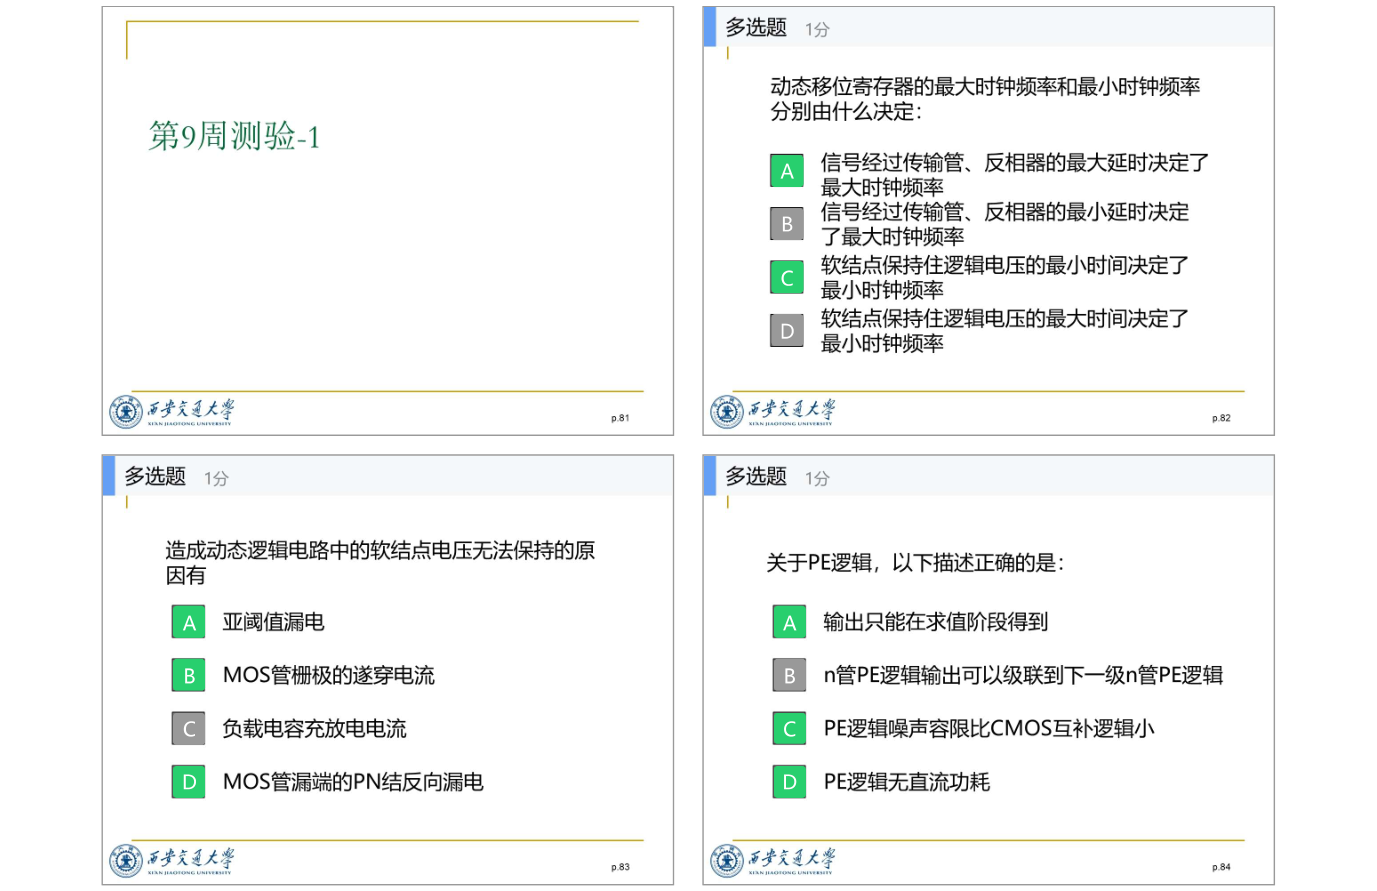 第9周测验-1
西安交通大学
XI'AN JIAOTONG UNIVERSITY
p.81
多选题 1分
动态移位寄存器的最大时钟频率和最小时钟频率
分别由什么决定：
A 信号经过传输管、反相器的最大延时决定了
最大时钟频率
B 信号经过传输管、反相器的最小延时决定
了最大时钟频率
C 软结点保持住逻辑电压的最小时间决定了
最小时钟频率
D 软结点保持住逻辑电压的最大时间决定了
最小时钟频率
西安交通大学
XI'AN JIAOTONG UNIVERSITY
p.82
多选题 1分
造成动态逻辑电路中的软结点电压无法保持的原
因有
A 亚阈值漏电
B MOS管栅极的遂穿电流
C 负载电容充放电电流
D MOS管漏端的PN结反向漏电
西安交通大学
XI'AN JIAOTONG UNIVERSITY
p.83
多选题 1分
关于PE逻辑，以下描述正确的是：
A 输出只能在求值阶段得到
B n管PE逻辑输出可以级联到下一级n管PE逻辑
C PE逻辑噪声容限比CMOS互补逻辑小
D PE逻辑无直流功耗
西安交通大学
XI'AN JIAOTONG UNIVERSITY
p.84